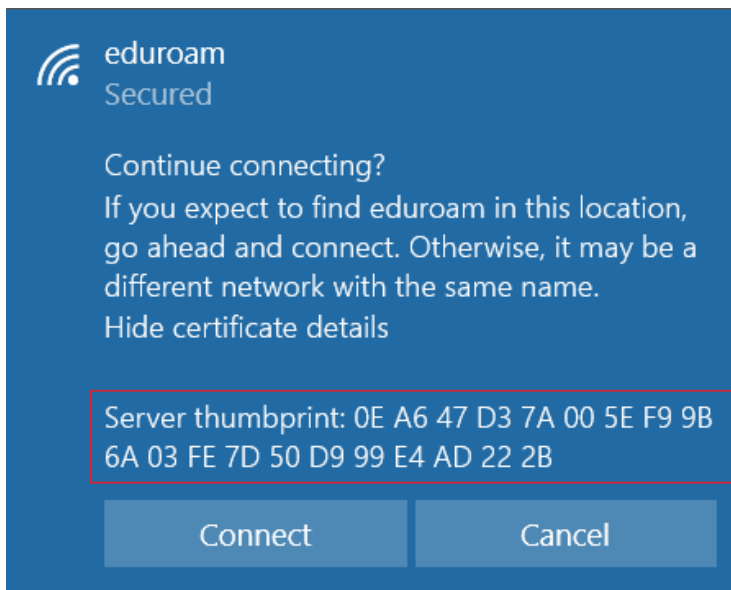 eduroam
Secured
Continue connecting?
If you expect to find eduroam in this location,
go ahead and connect. Otherwise, it may be a
different network with the same name.
Hide certificate details
Server thumbprint: 0E A6 47 D3 7A 00 5E F9 9B
6A 03 FE 7D 50 D9 99 E4 AD 22 2B
Connect
Cancel